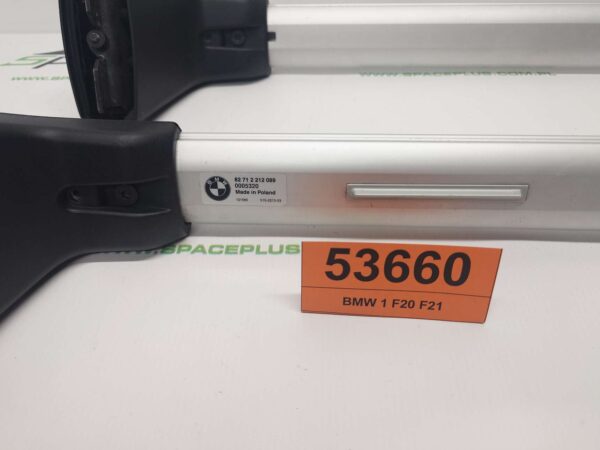 WWW.SPACEPLUS.COM.PL
BMW
82 71 2 212 089
0005320
Made in Poland
SPACEPLUS
53660
BMW 1 F20 F21